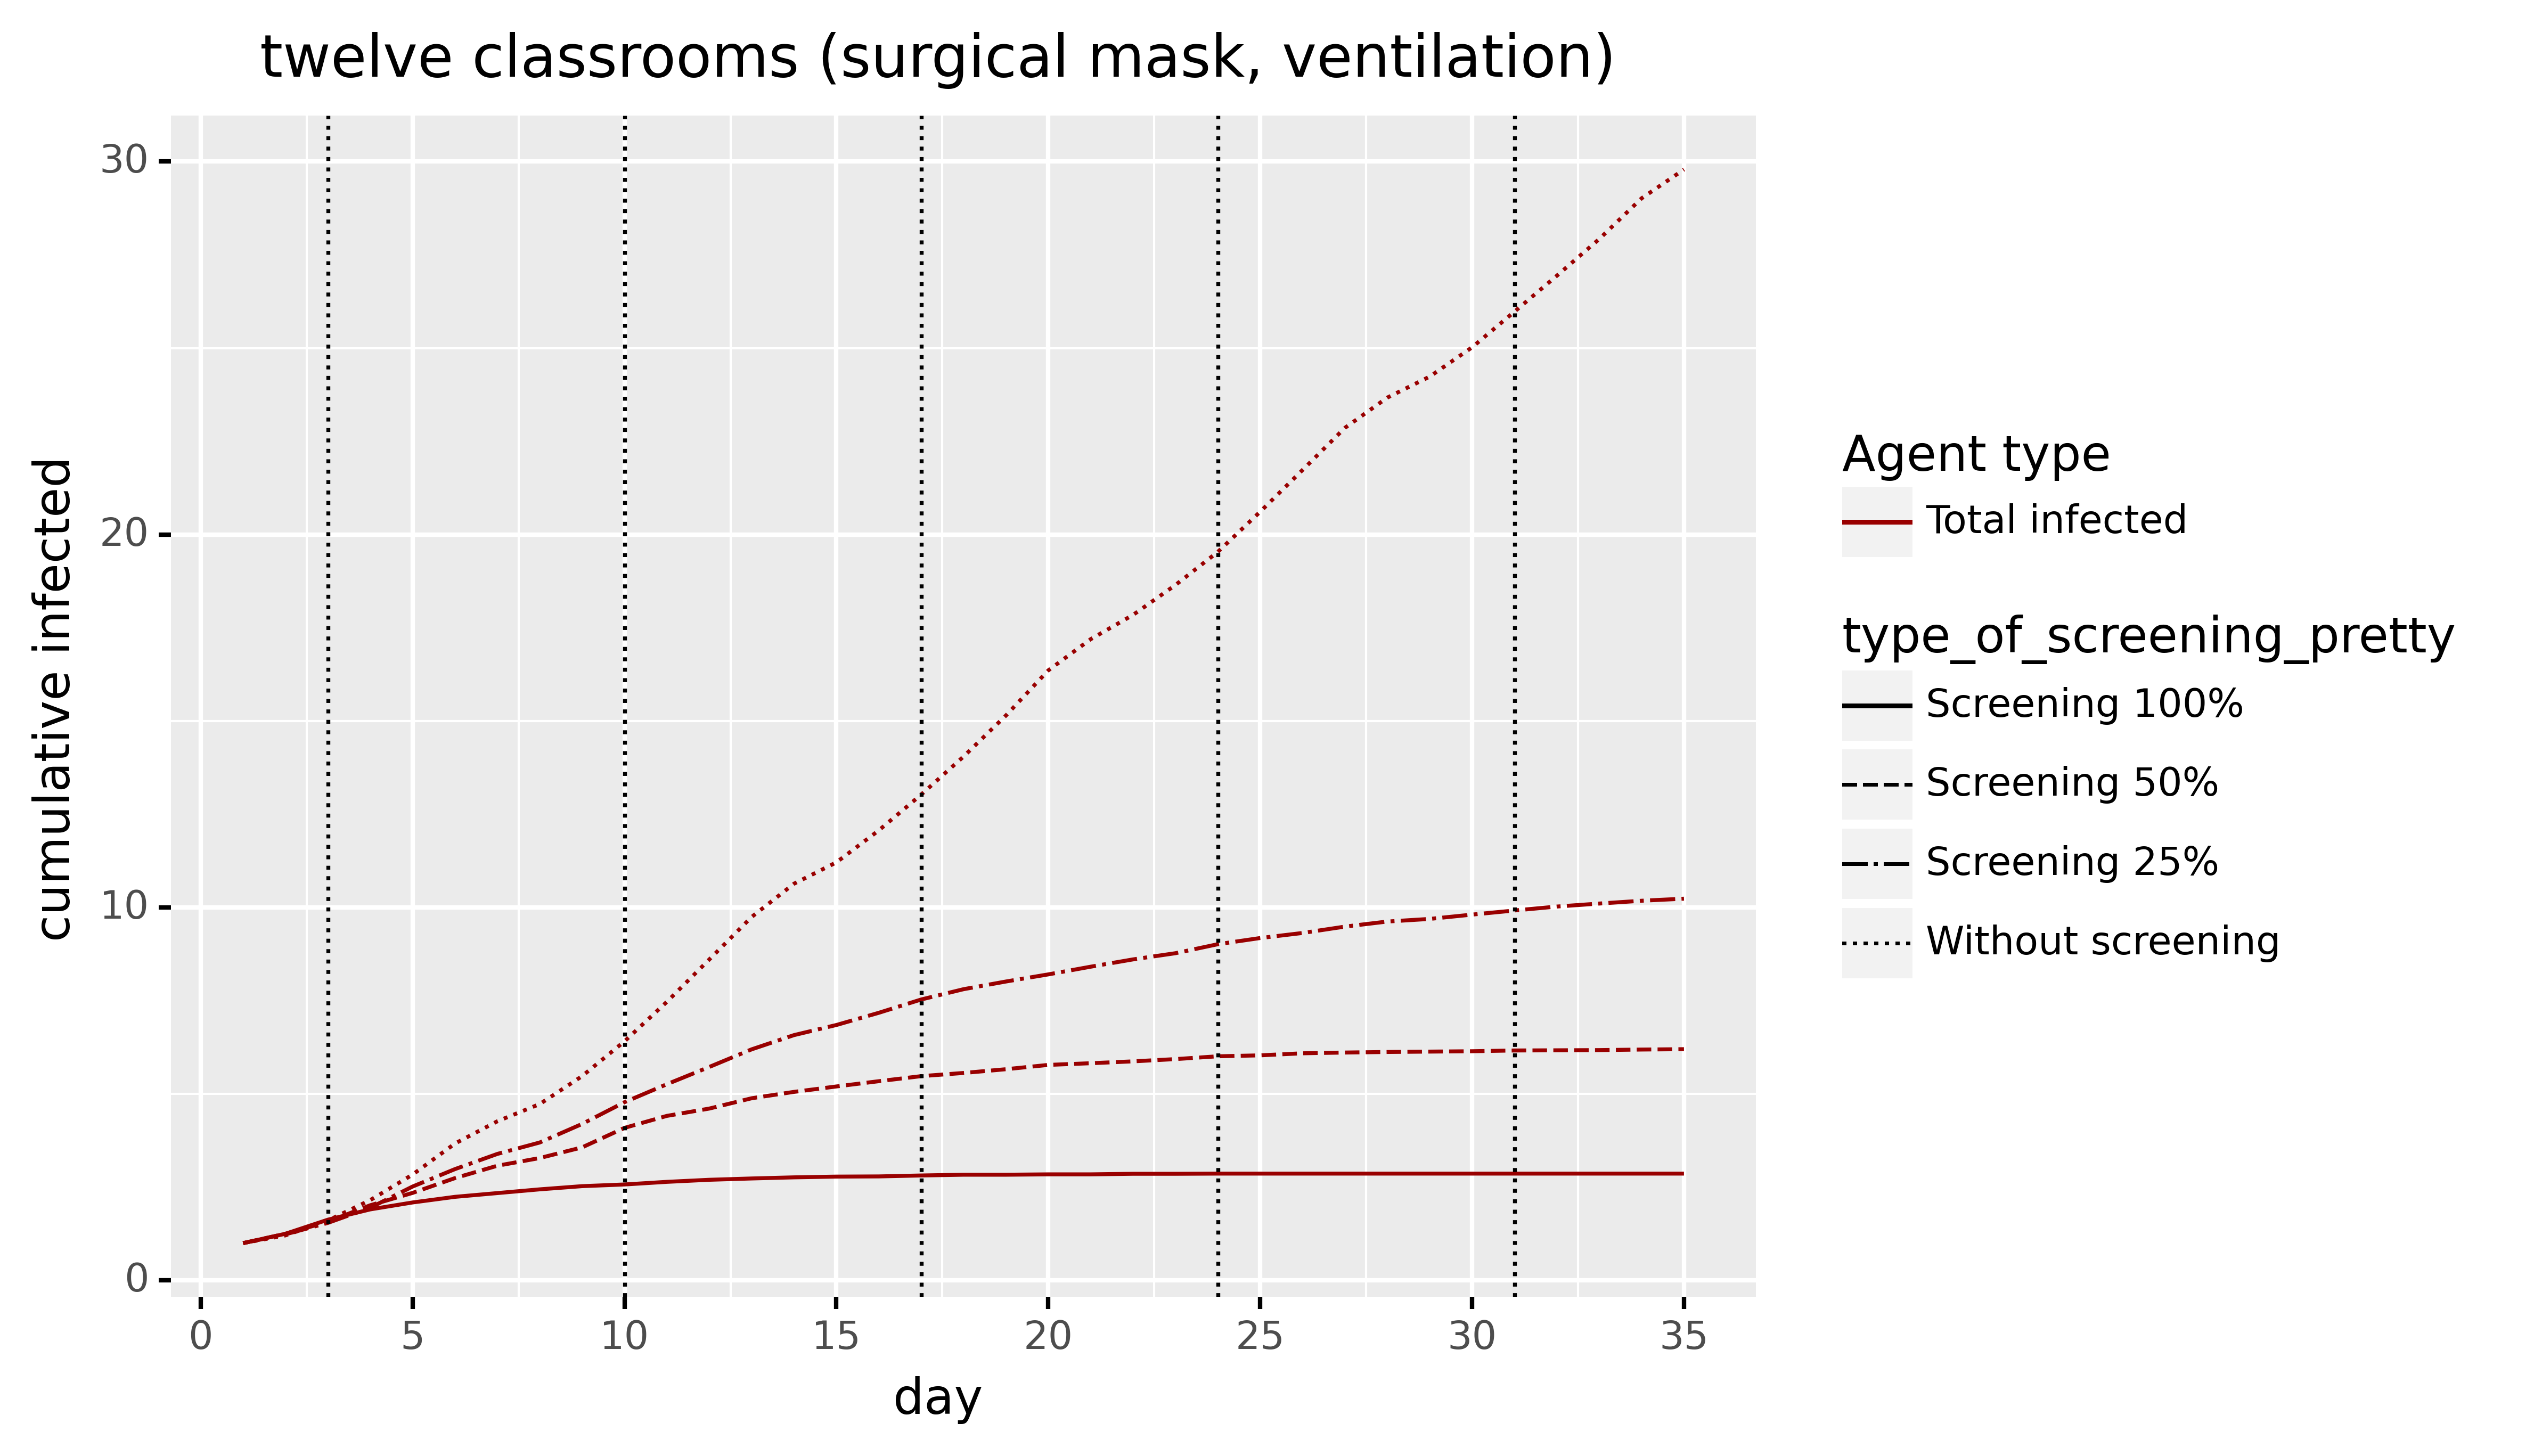 twelve classrooms (surgical mask, ventilation)
cumulative infected
30
20
10
0
0 5 10 15 20 25 30 35
day
Agent type
Total infected
type_of_screening_pretty
Screening 100%
Screening 50%
Screening 25%
Without screening